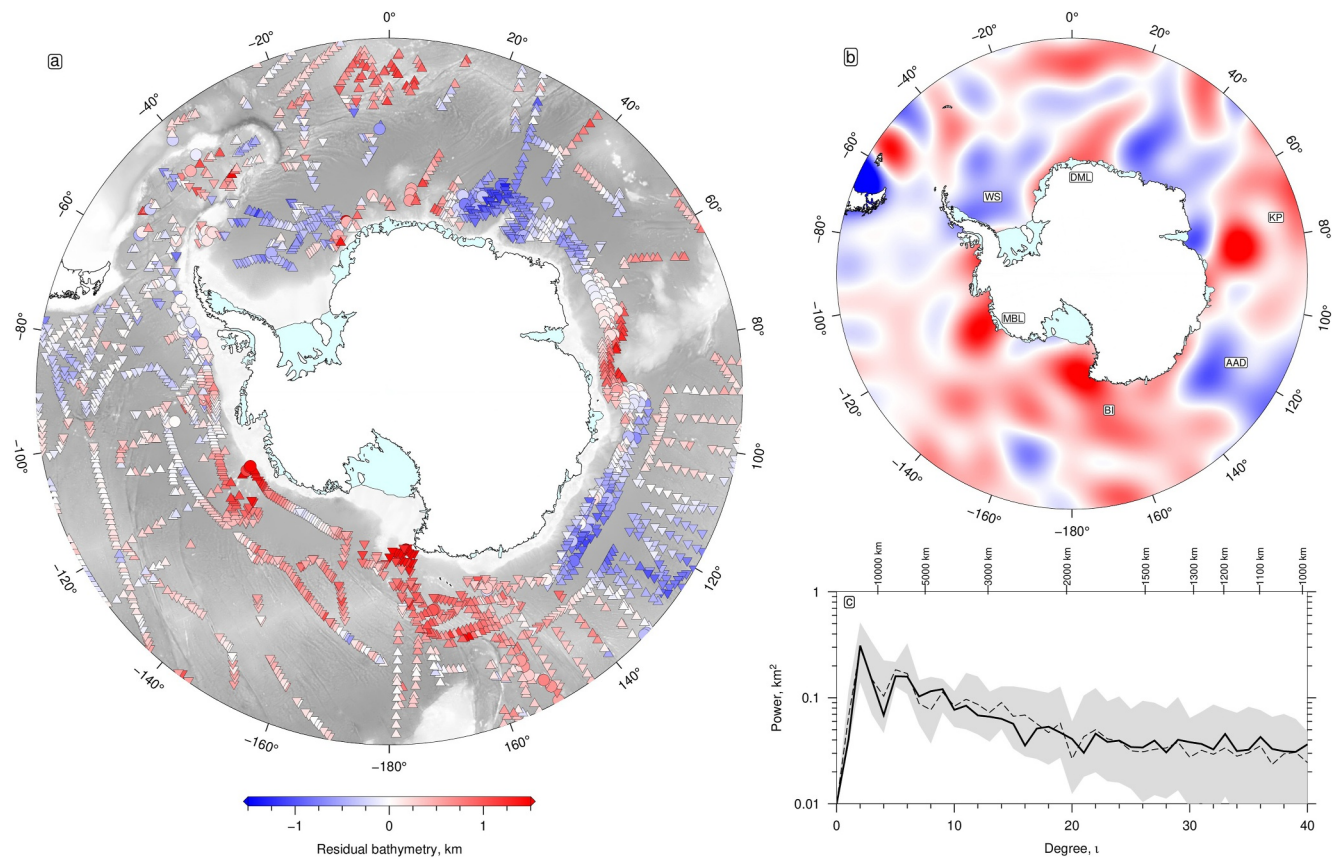 a
0°
20°
40°
60°
80°
100°
120°
140°
160°
−180°
−160°
−140°
−120°
−100°
−80°
−60°
−40°
−20°
−1
0
1
Residual bathymetry, km
b
0°
20°
40°
60°
80°
100°
120°
140°
160°
−180°
−160°
−140°
−120°
−100°
−80°
−60°
−40°
−20°
WS
DML
KP
MBL
AAD
BI
c
~10000 km
~5000 km
~3000 km
~2000 km
~1500 km
~1300 km
~1200 km
~1100 km
~1000 km
1
0.1
0.01
Power, km²
0
10
20
30
40
Degree, ι